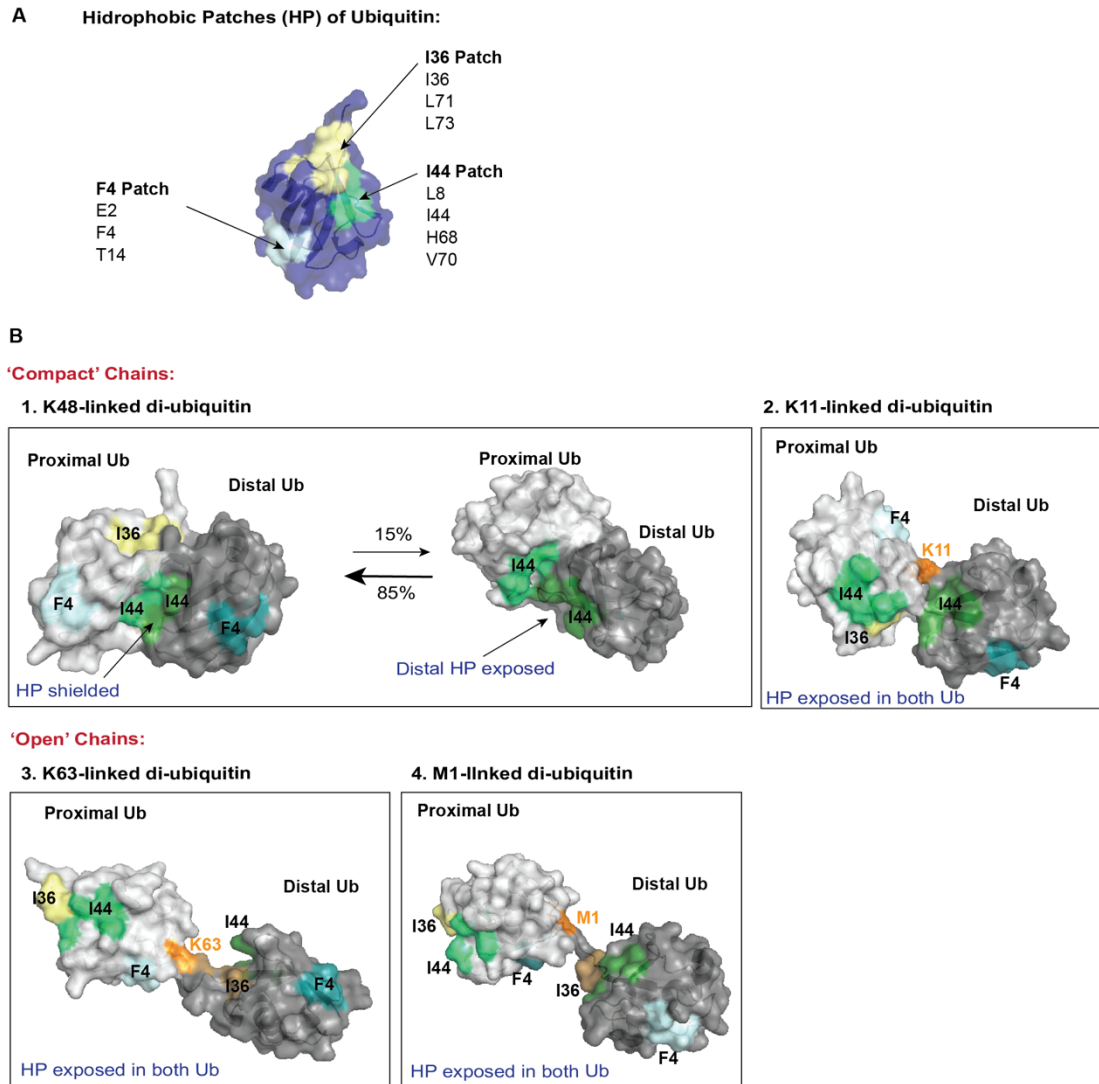 A
Hidrophobic Patches (HP) of Ubiquitin:
I36 Patch
I36
L71
L73
I44 Patch
L8
I44
H68
V70
F4 Patch
E2
F4
T14
B
'Compact' Chains:
1. K48-linked di-ubiquitin
Proximal Ub
Distal Ub
I36
F4
I44
I44
F4
HP shielded
15%
85%
Proximal Ub
Distal Ub
I44
I44
Distal HP exposed
2. K11-linked di-ubiquitin
Proximal Ub
Distal Ub
F4
K11
I44
I44
I36
F4
HP exposed in both Ub
'Open' Chains:
3. K63-linked di-ubiquitin
Proximal Ub
Distal Ub
I36
I44
I44
K63
F4
I36
F4
HP exposed in both Ub
4. M1-lInked di-ubiquitin
Proximal Ub
Distal Ub
M1
I36
I44
I44
F4
I36
F4
HP exposed in both Ub